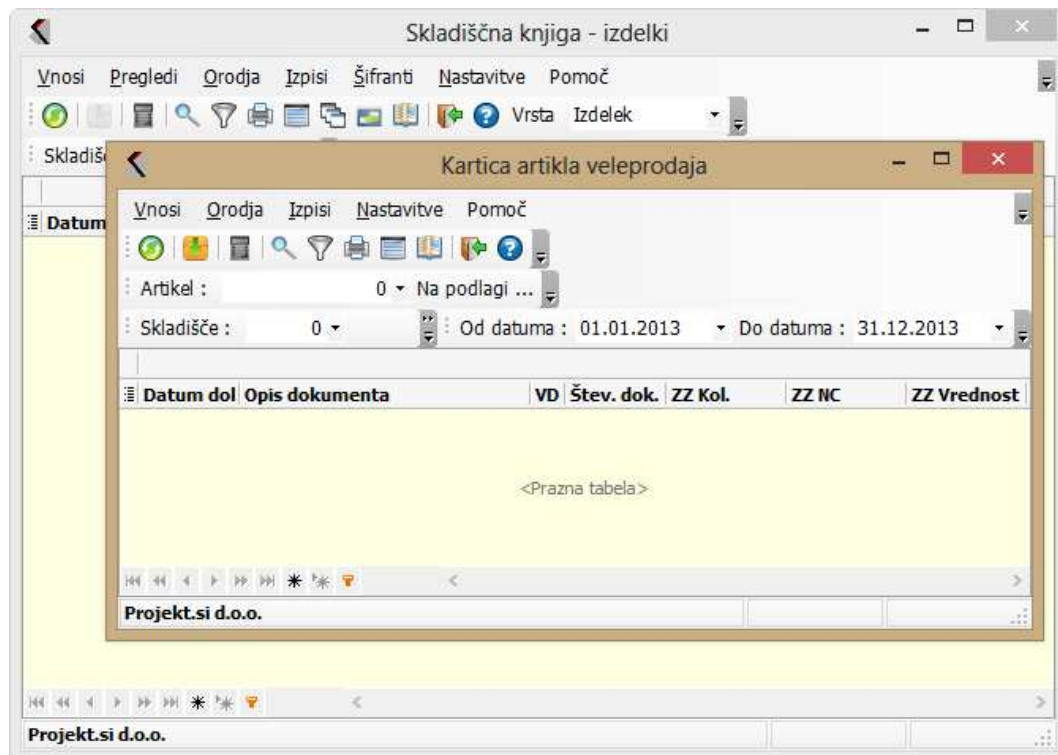 Skladiščna knjiga - izdelki
Vnosi Pregledi Orodja Izpisi Šifranti Nastavitve Pomoč
Vrsta Izdelek
Skladišč
Kartica artikla veleprodaja
Datum
Vnosi Orodja Izpisi Nastavitve Pomoč
Artikel : 0 Na podlagi ...
Skladišče : 0 Od datuma : 01.01.2013 Do datuma : 31.12.2013
Datum dol Opis dokumenta VD Štev. dok. ZZ Kol. ZZ NC ZZ Vrednost
<Prazna tabela>
Projekt.si d.o.o.
Projekt.si d.o.o.